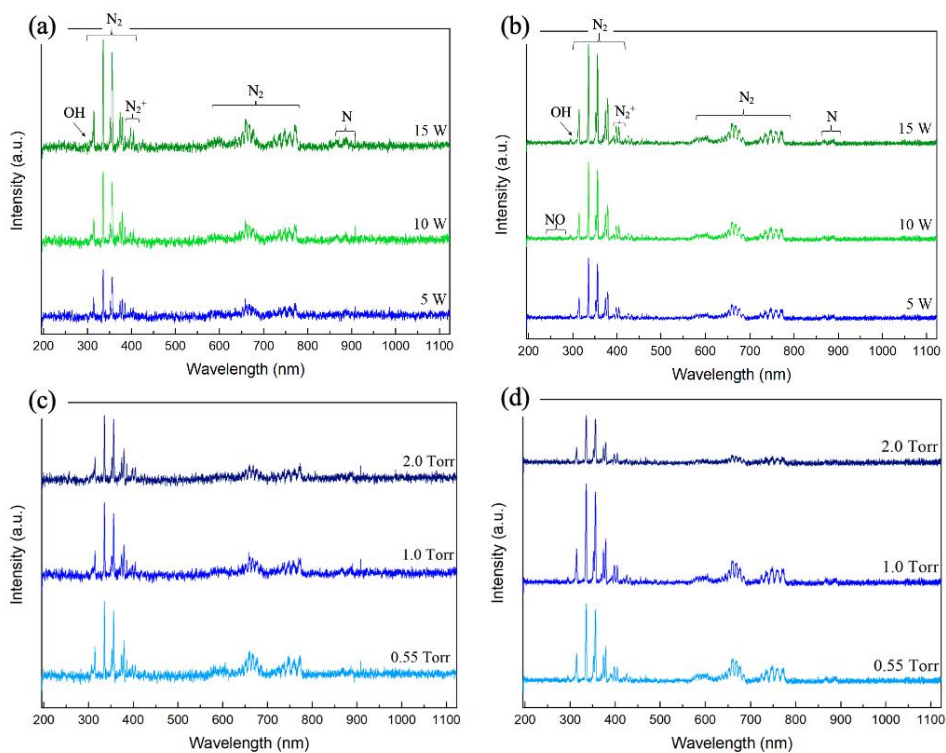 (a)
N₂
OH
N₂⁺
N₂
N
15 W
10 W
5 W
Intensity (a.u.)
200 300 400 500 600 700 800 900 1000 1100
Wavelength (nm)
(b)
N₂
OH
N₂⁺
N₂
N
15 W
NO
10 W
5 W
Intensity (a.u.)
200 300 400 500 600 700 800 900 1000 1100
Wavelength (nm)
(c)
2.0 Torr
1.0 Torr
0.55 Torr
Intensity (a.u.)
200 300 400 500 600 700 800 900 1000 1100
Wavelength (nm)
(d)
2.0 Torr
1.0 Torr
0.55 Torr
Intensity (a.u.)
200 300 400 500 600 700 800 900 1000 1100
Wavelength (nm)